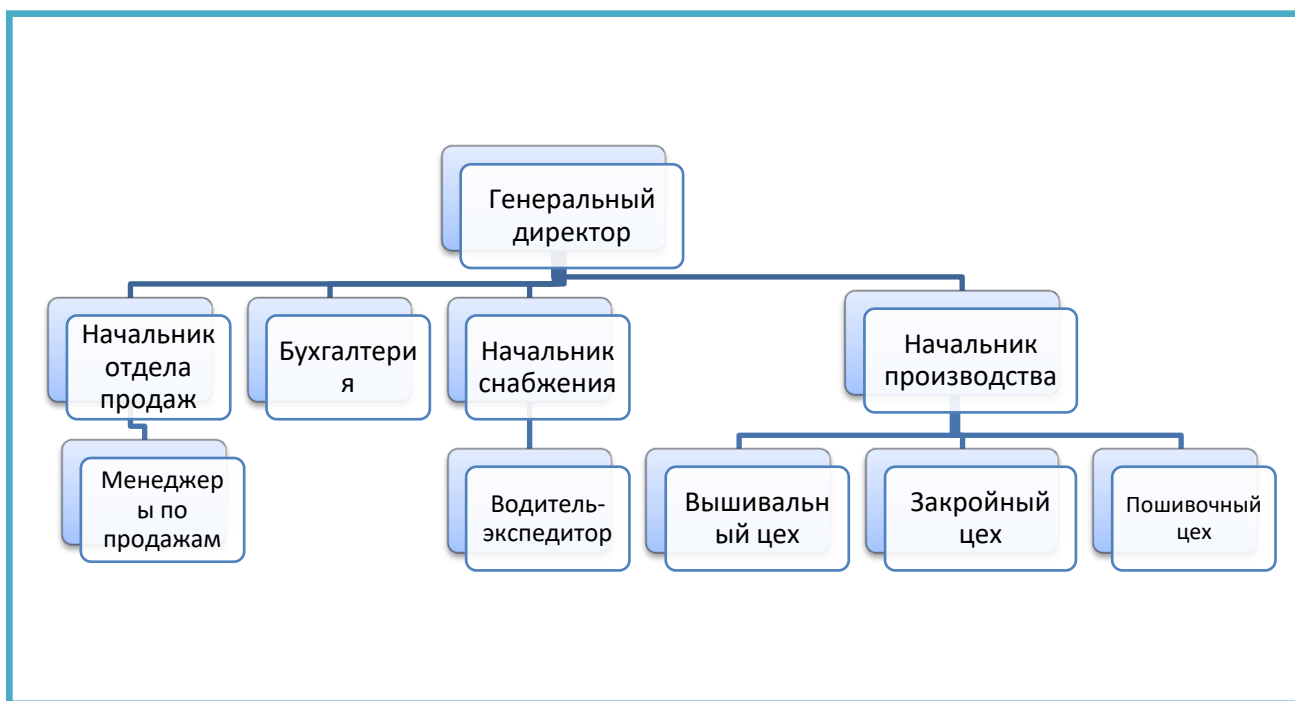 Генеральный
директор
Начальник
отдела
продаж
Бухгалтери
я
Начальник
снабжения
Начальник
производства
Менеджер
ы по
продажам
Водитель-
экспедитор
Вышивальн
ый цех
Закройный
цех
Пошивочный
цех